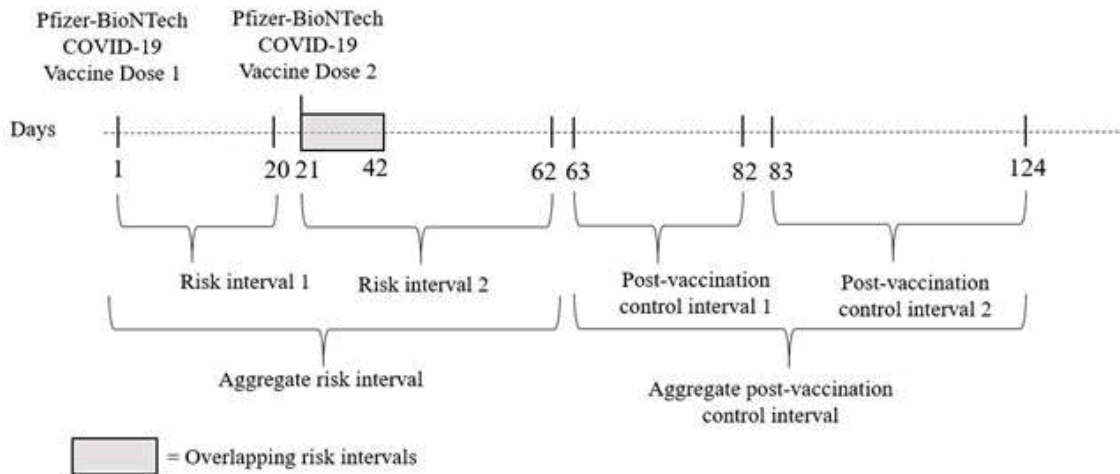 Pfizer-BioNTech
COVID-19
Vaccine Dose 1
Pfizer-BioNTech
COVID-19
Vaccine Dose 2
Days
1
20
21
42
62
63
82
83
124
Risk interval 1
Risk interval 2
Post-vaccination
control interval 1
Post-vaccination
control interval 2
Aggregate risk interval
Aggregate post-vaccination
control interval
= Overlapping risk intervals